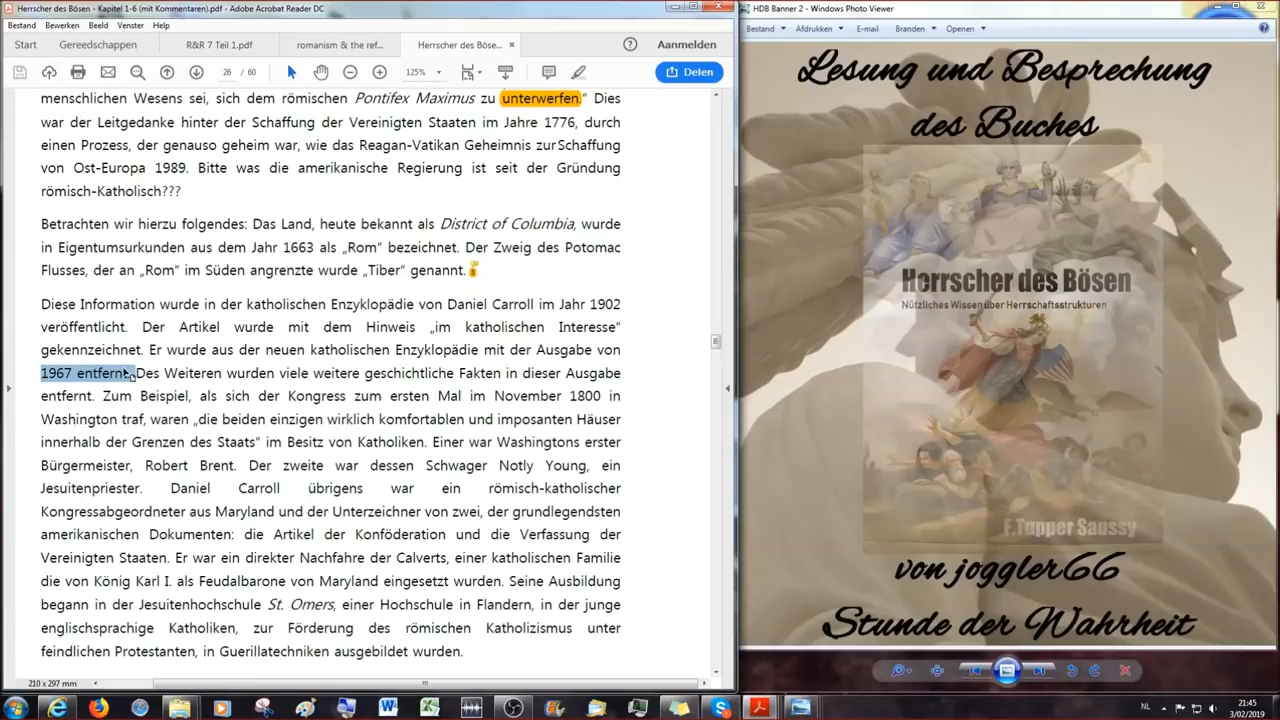 Herrscher des Bösen - Kapitel 1-6 (mit Kommentaren).pdf - Adobe Acrobat Reader DC
Bestand Bewerken Beeld Venster Help
Start Gereedschappen R&R 7 Teil 1.pdf romanism & the ref... Herrscher des Böse... × Aanmelden
26 / 60 125% Delen
menschlichen Wesens sei, sich dem römischen Pontifex Maximus zu unterwerfen.“ Dies
war der Leitgedanke hinter der Schaffung der Vereinigten Staaten im Jahre 1776, durch
einen Prozess, der genauso geheim war, wie das Reagan-Vatikan Geheimnis zur Schaffung
von Ost-Europa 1989. Bitte was die amerikanische Regierung ist seit der Gründung
römisch-Katholisch???
Betrachten wir hierzu folgendes: Das Land, heute bekannt als District of Columbia, wurde
in Eigentumsurkunden aus dem Jahr 1663 als „Rom“ bezeichnet. Der Zweig des Potomac
Flusses, der an „Rom“ im Süden angrenzte wurde „Tiber“ genannt.
Diese Information wurde in der katholischen Enzyklopädie von Daniel Carroll im Jahr 1902
veröffentlicht. Der Artikel wurde mit dem Hinweis „im katholischen Interesse“
gekennzeichnet. Er wurde aus der neuen katholischen Enzyklopädie mit der Ausgabe von
1967 entfernt. Des Weiteren wurden viele weitere geschichtliche Fakten in dieser Ausgabe
entfernt. Zum Beispiel, als sich der Kongress zum ersten Mal im November 1800 in
Washington traf, waren „die beiden einzigen wirklich komfortablen und imposanten Häuser
innerhalb der Grenzen des Staats“ im Besitz von Katholiken. Einer war Washingtons erster
Bürgermeister, Robert Brent. Der zweite war dessen Schwager Notly Young, ein
Jesuitenpriester. Daniel Carroll übrigens war ein römisch-katholischer
Kongressabgeordneter aus Maryland und der Unterzeichner von zwei, der grundlegendsten
amerikanischen Dokumenten: die Artikel der Konföderation und die Verfassung der
Vereinigten Staaten. Er war ein direkter Nachfahre der Calverts, einer katholischen Familie
die von König Karl I. als Feudalbarone von Maryland eingesetzt wurden. Seine Ausbildung
begann in der Jesuitenhochschule St. Omers, einer Hochschule in Flandern, in der junge
englischsprachige Katholiken, zur Förderung des römischen Katholizismus unter
feindlichen Protestanten, in Guerillatechniken ausgebildet wurden.
210 x 297 mm
HDB Banner 2 - Windows Photo Viewer
Bestand Afdrukken E-mail Branden Openen
Lesung und Besprechung
des Buches
Herrscher des Bösen
Nützliches Wissen über Herrschaftsstrukturen
F.Tupper Saussy
von joggler66
Stunde der Wahrheit
NL 21:45
3/02/2019